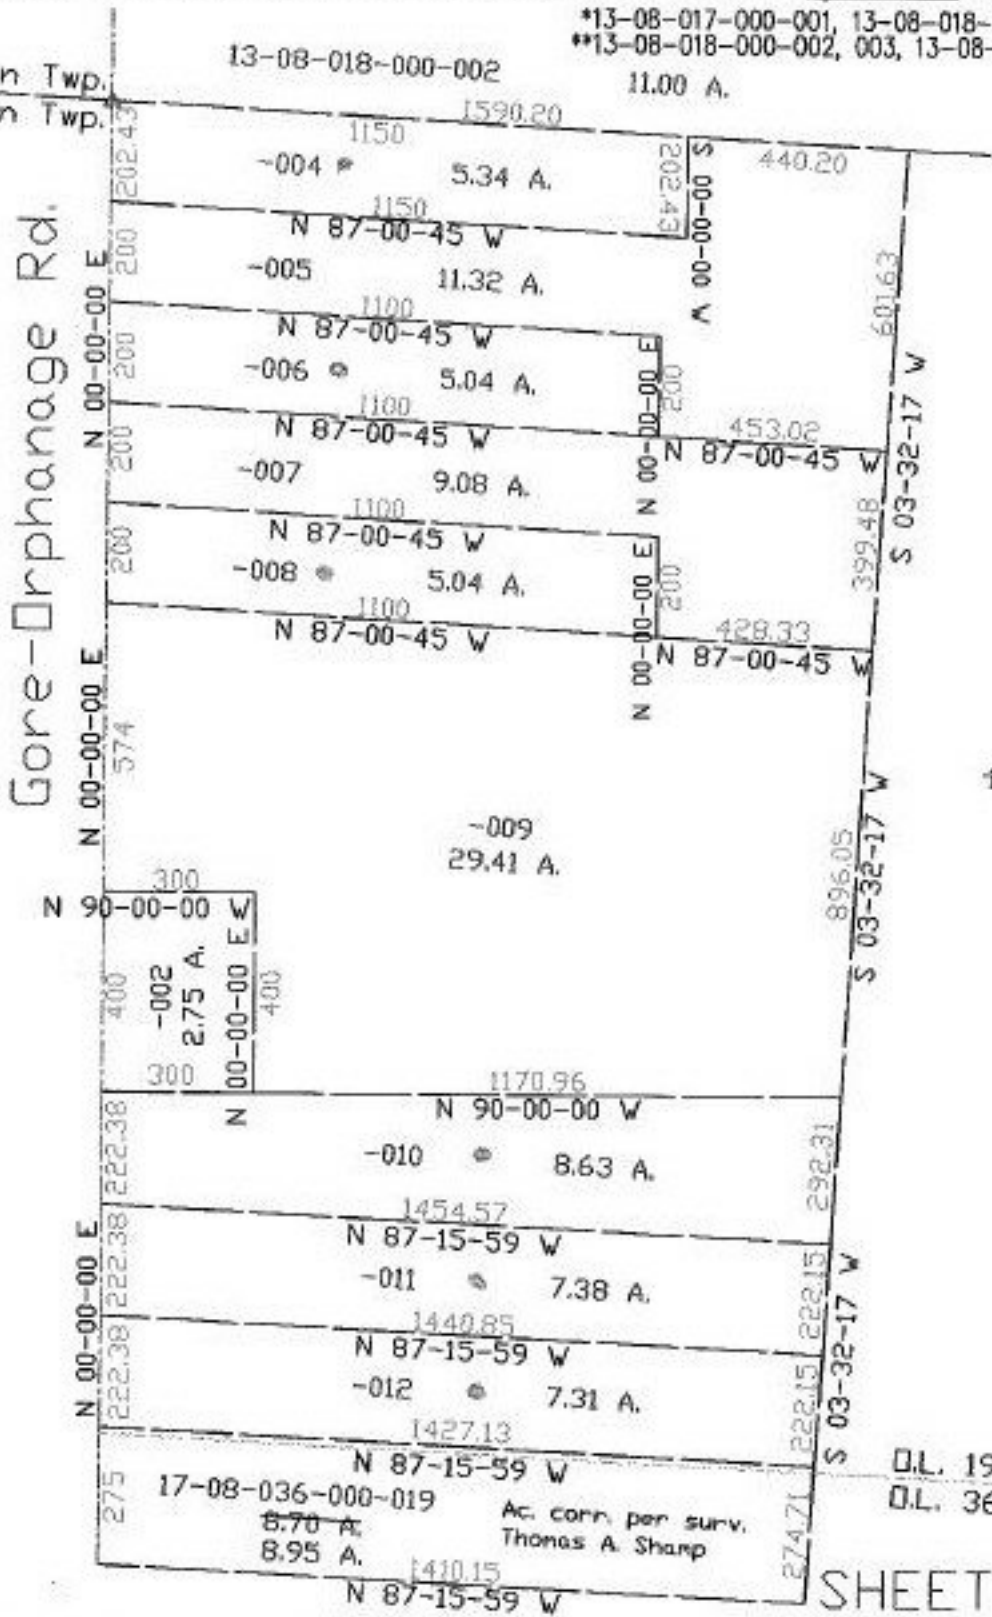 *13-08-017-000-001, 13-08-018-
**13-08-018-000-002, 003, 13-08-
13-08-018-000-002
11.00 A.
n Twp.
n Twp.
1590.20
1150
440.20
202.43
-004
5.34 A.
202.43
S 00-00-00 W
1150
N 87-00-45 W
Gore-Orphanage Rd.
N 00-00-00 E
200
-005
11.32 A.
601.63
1100
N 87-00-45 W
200
-006
5.04 A.
N 00-00-00 E
200
S 03-32-17 W
1100
N 87-00-45 W
453.02
N 87-00-45 W
200
-007
9.08 A.
399.48
1100
N 87-00-45 W
200
-008
5.04 A.
N 00-00-00 E
200
1100
N 87-00-45 W
428.33
N 87-00-45 W
N 00-00-00 E
574
-009
29.41 A.
896.05
S 03-32-17 W
300
N 90-00-00 W
400
-002
2.75 A.
N 00-00-00 E
400
300
1170.96
N 90-00-00 W
222.38
-010
8.63 A.
292.31
1454.57
N 87-15-59 W
N 00-00-00 E
222.38
-011
7.38 A.
222.15
S 03-32-17 W
1440.85
N 87-15-59 W
222.38
-012
7.31 A.
222.15
1427.13
N 87-15-59 W
O.L. 19
O.L. 36
275
17-08-036-000-019
8.70 A.
8.95 A.
Ac. corr. per surv.
Thomas A. Sharp
274.71
1410.15
N 87-15-59 W
SHEET